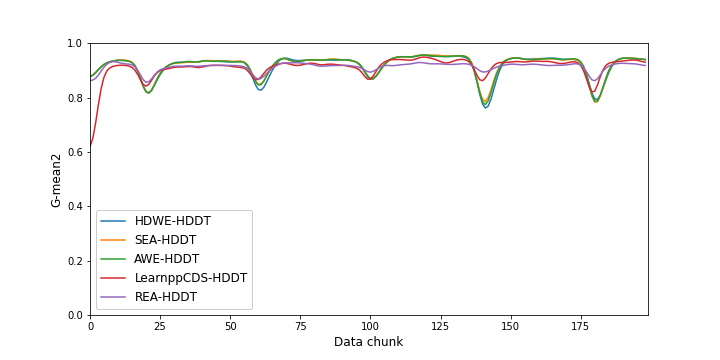 1.0
0.8
0.6
0.4
0.2
0.0
G-mean2
HDWE-HDDT
SEA-HDDT
AWE-HDDT
LearnppCDS-HDDT
REA-HDDT
0 25 50 75 100 125 150 175
Data chunk